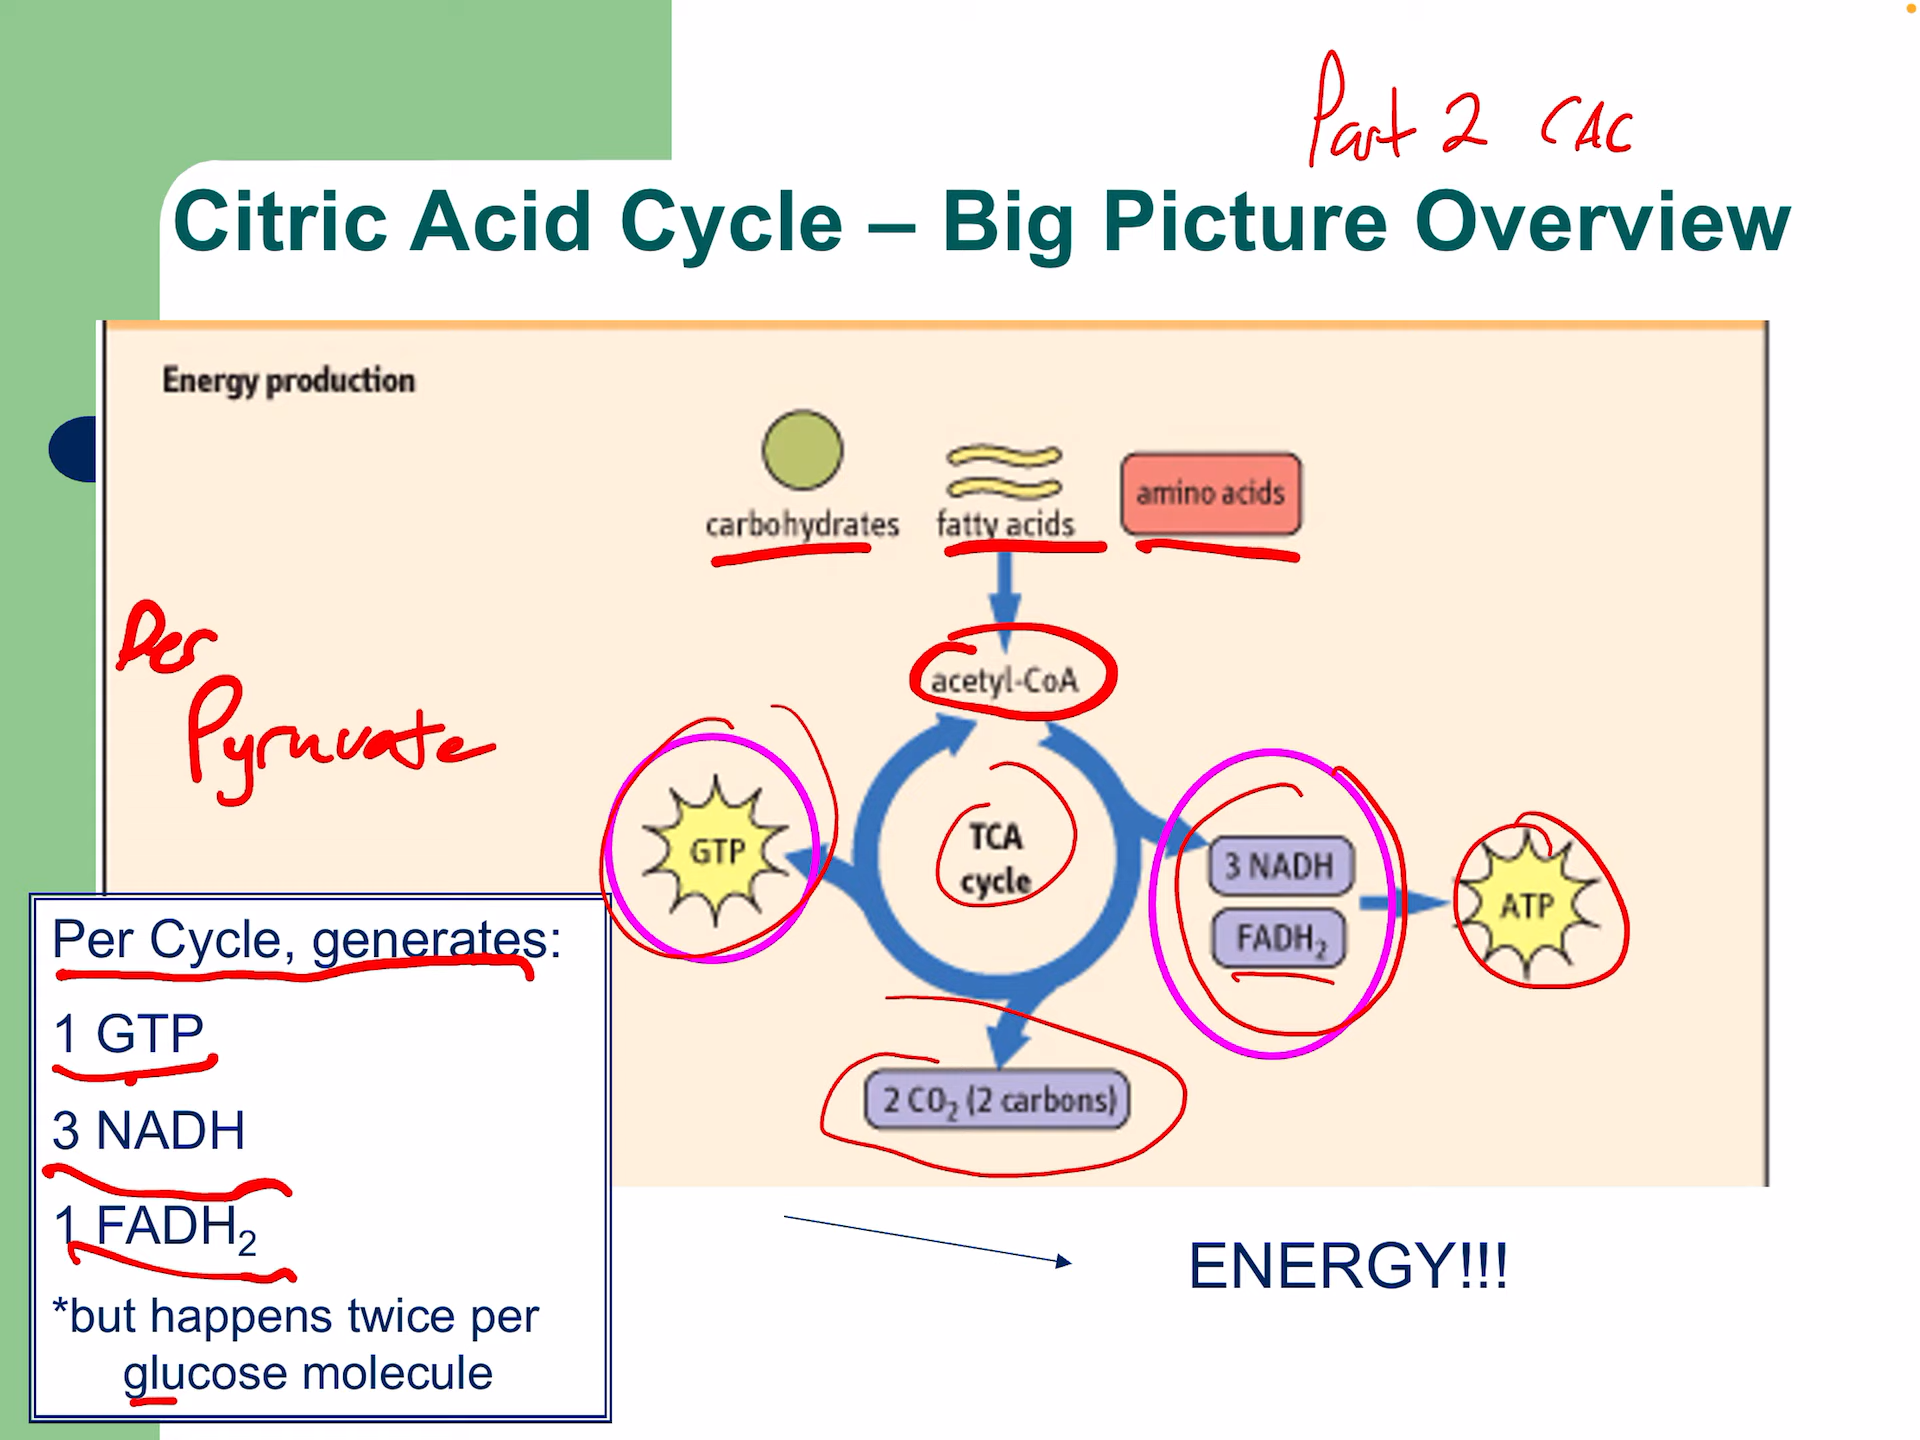 Part 2 CAC
Citric Acid Cycle – Big Picture Overview
Energy production
carbohydrates
fatty acids
amino acids
acetyl-CoA
Per
Pyruvate
GTP
TCA
cycle
3 NADH
FADH₂
ATP
2 CO₂ (2 carbons)
Per Cycle, generates:
1 GTP
3 NADH
1 FADH₂
*but happens twice per
glucose molecule
ENERGY!!!